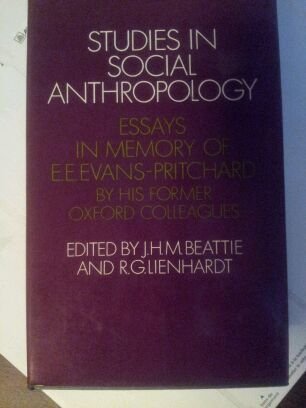 STUDIES IN
SOCIAL
ANTHROPOLOGY
ESSAYS
IN MEMORY OF
E.E.EVANS-PRITCHARD
BY HIS FORMER
OXFORD COLLEAGUES
EDITED BY J.H.M.BEATTIE
AND R.G.LIENHARDT